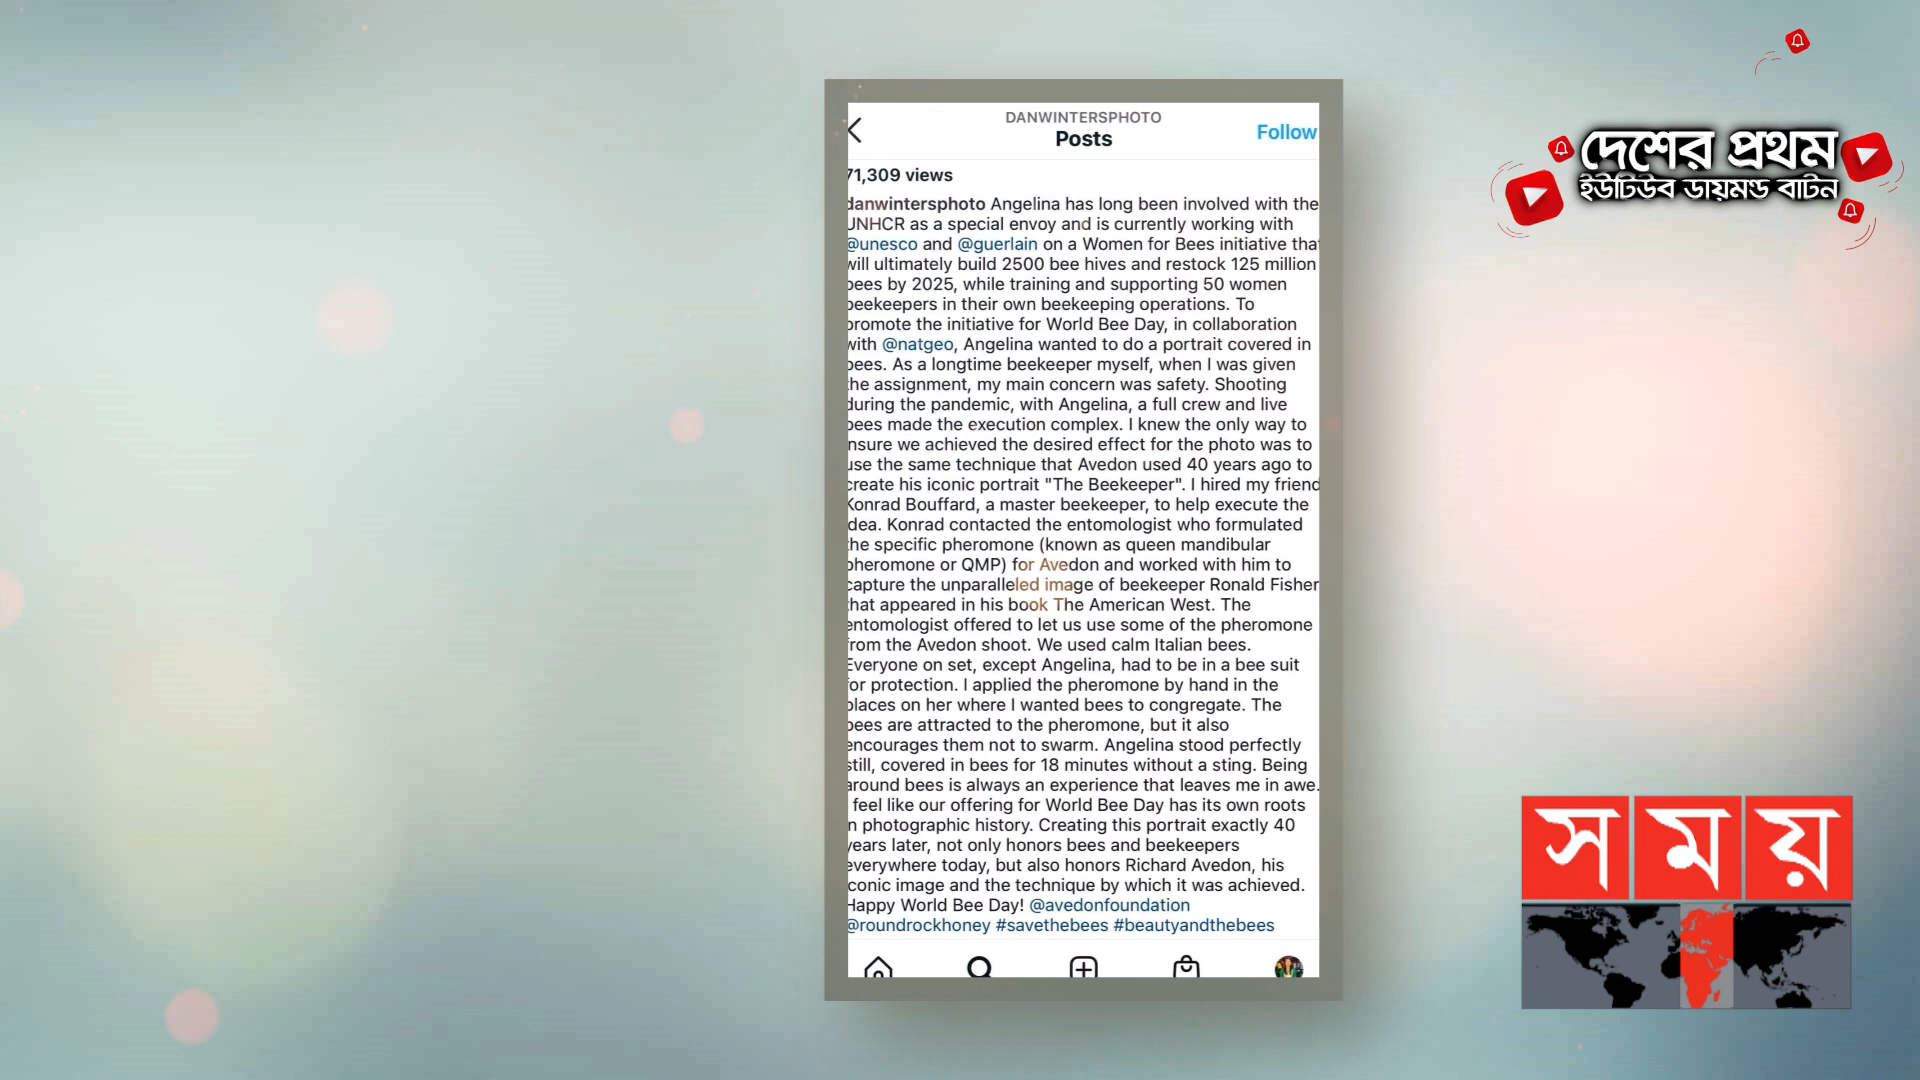 DANWINTERSPHOTO
Posts
Follow
71,309 views
danwintersphoto Angelina has long been involved with the
UNHCR as a special envoy and is currently working with
@unesco and @guerlain on a Women for Bees initiative that
will ultimately build 2500 bee hives and restock 125 million
bees by 2025, while training and supporting 50 women
beekeepers in their own beekeeping operations. To
promote the initiative for World Bee Day, in collaboration
with @natgeo, Angelina wanted to do a portrait covered in
bees. As a longtime beekeeper myself, when I was given
the assignment, my main concern was safety. Shooting
during the pandemic, with Angelina, a full crew and live
bees made the execution complex. I knew the only way to
nsure we achieved the desired effect for the photo was to
use the same technique that Avedon used 40 years ago to
create his iconic portrait "The Beekeeper". I hired my friend
Konrad Bouffard, a master beekeeper, to help execute the
dea. Konrad contacted the entomologist who formulated
the specific pheromone (known as queen mandibular
pheromone or QMP) for Avedon and worked with him to
capture the unparalleled image of beekeeper Ronald Fisher
that appeared in his book The American West. The
entomologist offered to let us use some of the pheromone
from the Avedon shoot. We used calm Italian bees.
Everyone on set, except Angelina, had to be in a bee suit
for protection. I applied the pheromone by hand in the
places on her where I wanted bees to congregate. The
bees are attracted to the pheromone, but it also
encourages them not to swarm. Angelina stood perfectly
still, covered in bees for 18 minutes without a sting. Being
around bees is always an experience that leaves me in awe.
feel like our offering for World Bee Day has its own roots
n photographic history. Creating this portrait exactly 40
years later, not only honors bees and beekeepers
everywhere today, but also honors Richard Avedon, his
conic image and the technique by which it was achieved.
Happy World Bee Day! @avedonfoundation
@roundrockhoney #savethebees #beautyandthebees
দেশের প্রথম
ইউটিউব ডায়মন্ড বাটন
সময়